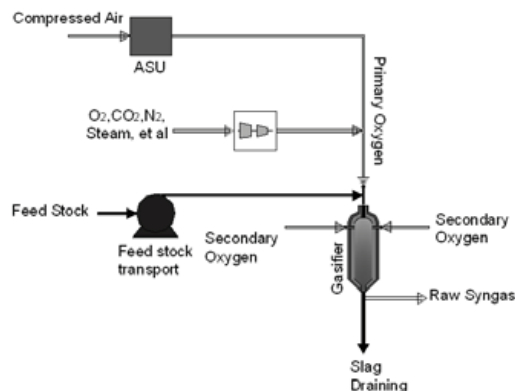 Compressed Air
ASU
O2,CO2,N2,
Steam, et al
Primary Oxygen
Feed Stock
Feed stock
transport
Secondary
Oxygen
Gasifier
Secondary
Oxygen
Raw Syngas
Slag
Draining